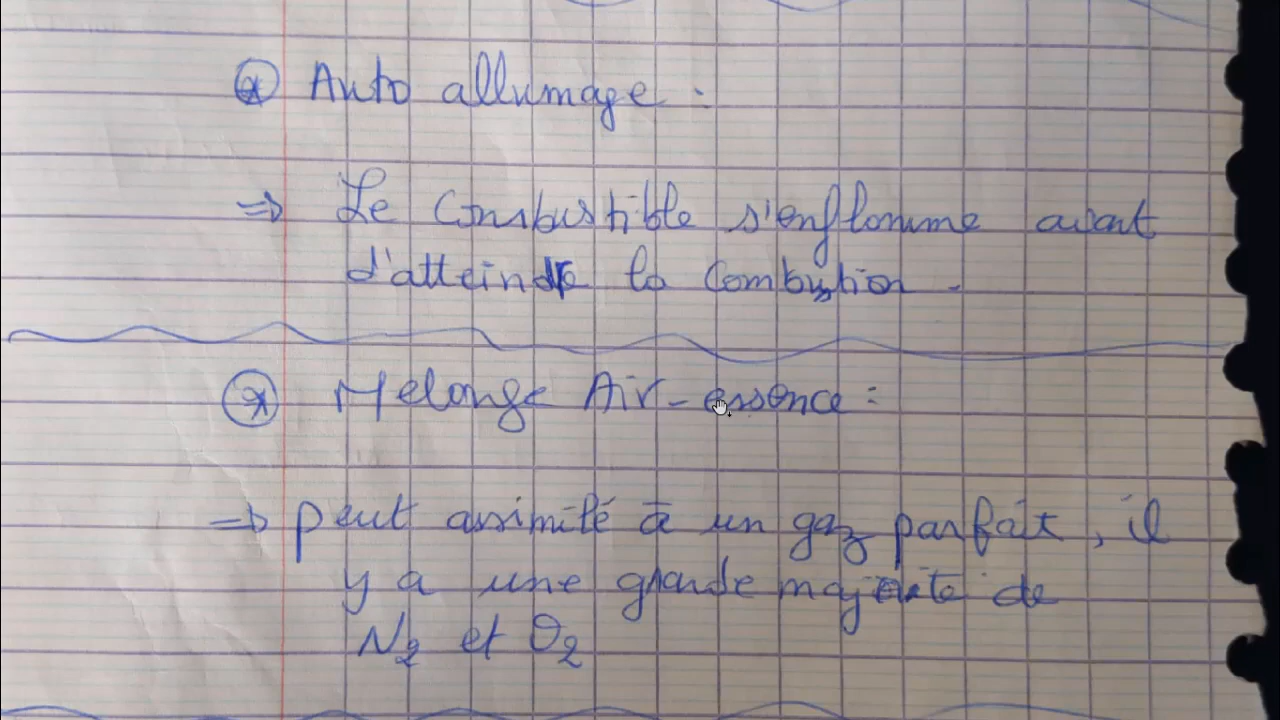 Auto allumage :
⇒ Le Combustible s'enflamme avant
d'atteindre la Combustion.
Melange Air-essence :
⇒ peut assimilé à un gaz parfait, il
y a une grande majorité de
N₂ et O₂